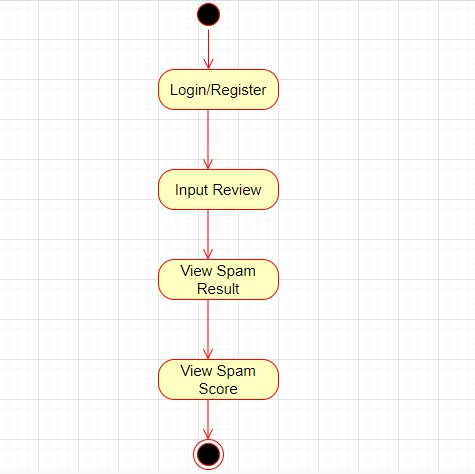 Login/Register
Input Review
View Spam
Result
View Spam
Score